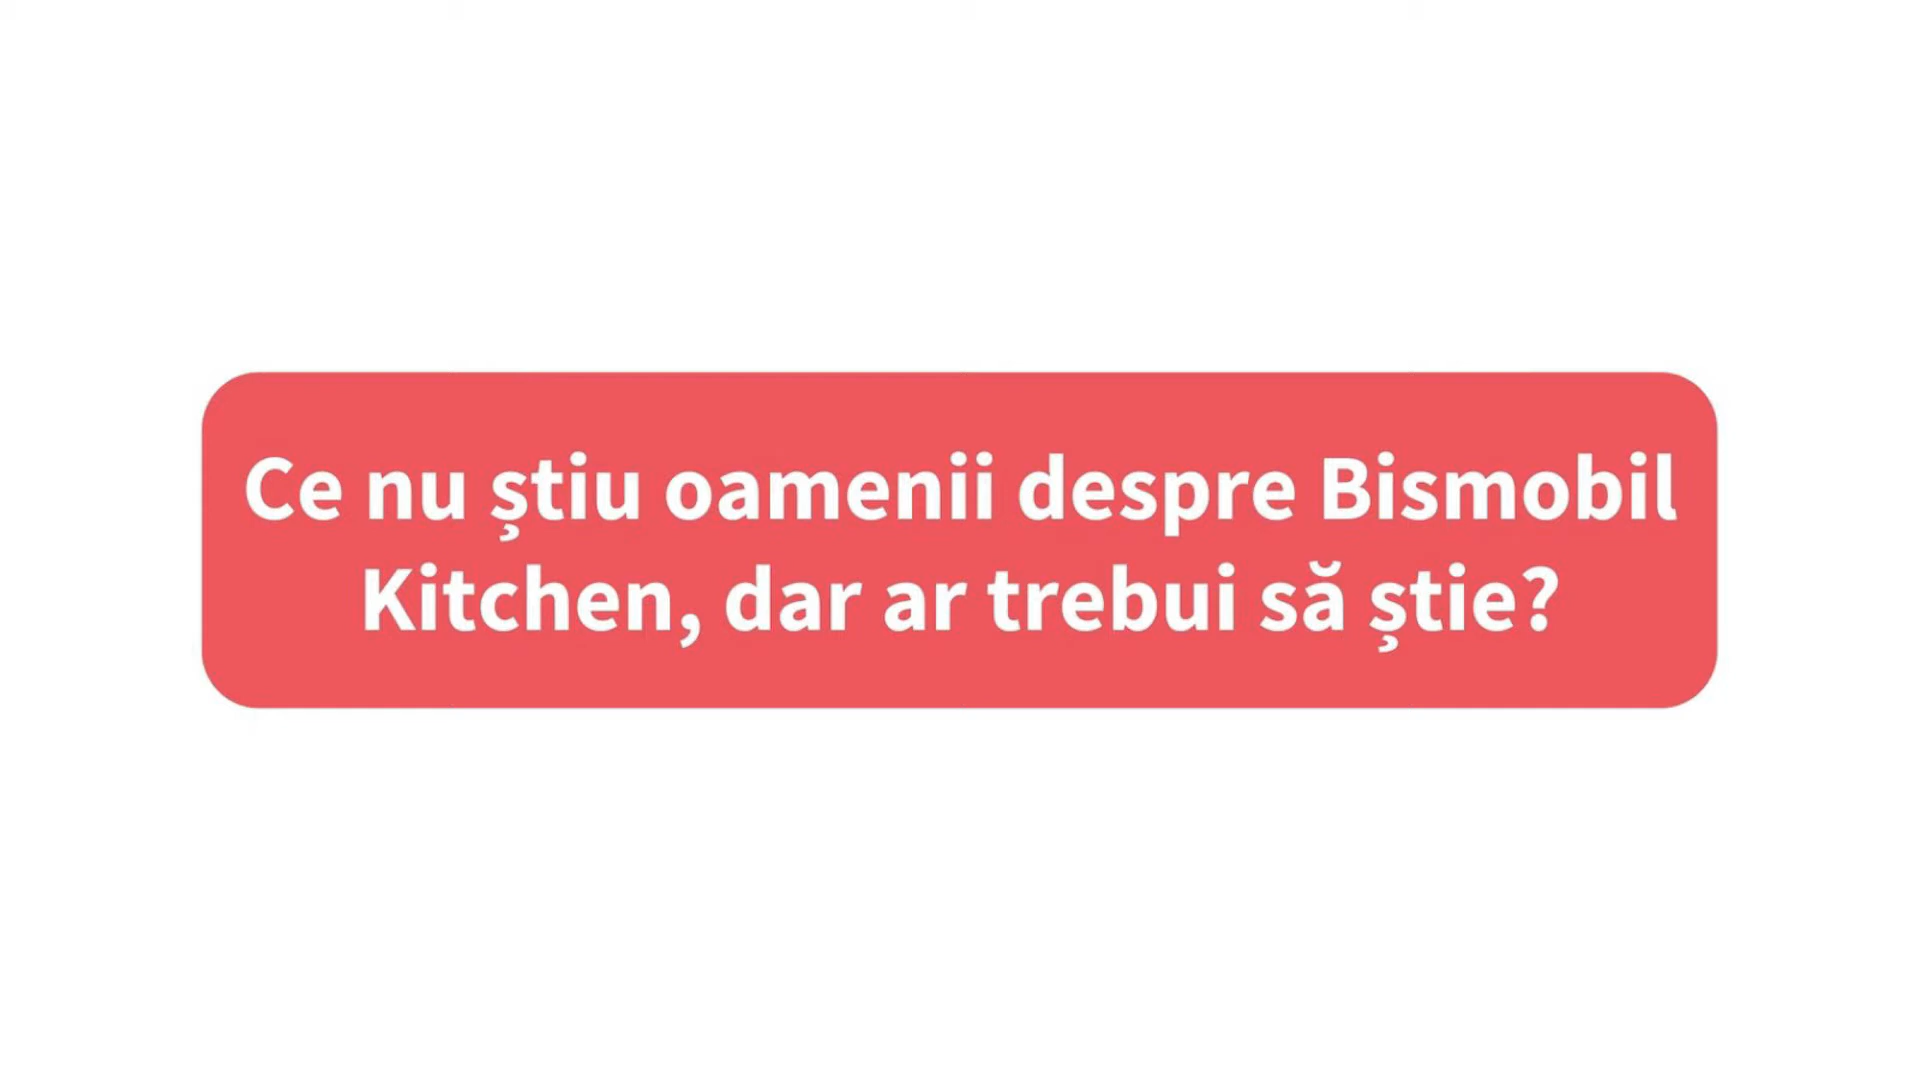 Ce nu știu oamenii despre Bismobil
Kitchen, dar ar trebui să știe?